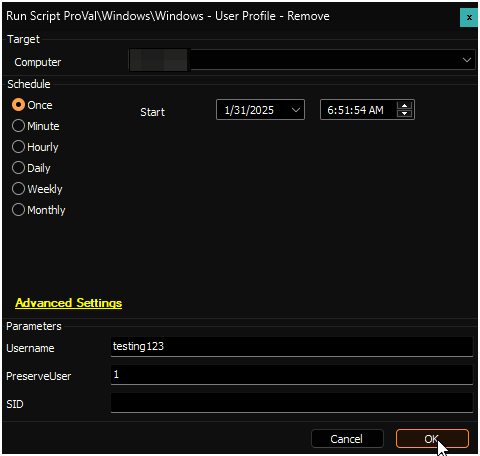 Run Script ProVal\Windows\Windows - User Profile - Remove
x
Target
Computer
Schedule
Once
Start
1/31/2025
6:51:54 AM
Minute
Hourly
Daily
Weekly
Monthly
Advanced Settings
Parameters
Username
testing123
PreserveUser
1
SID
Cancel
OK